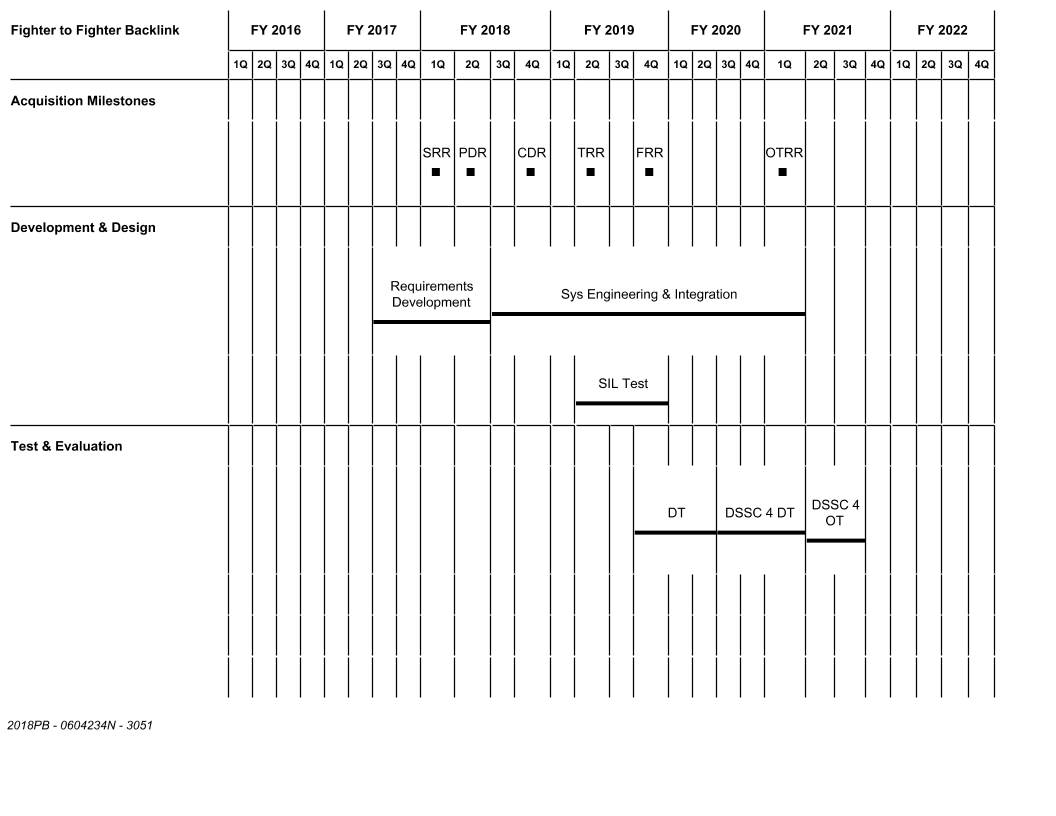 Fighter to Fighter Backlink FY 2016 FY 2017 FY 2018 FY 2019 FY 2020 FY 2021 FY 2022
1Q 2Q 3Q 4Q 1Q 2Q 3Q 4Q 1Q 2Q 3Q 4Q 1Q 2Q 3Q 4Q 1Q 2Q 3Q 4Q 1Q 2Q 3Q 4Q 1Q 2Q 3Q 4Q
Acquisition Milestones
SRR PDR CDR TRR FRR OTRR
Development & Design
Requirements
Development
Sys Engineering & Integration
SIL Test
Test & Evaluation
DT
DSSC 4 DT
DSSC 4
OT
2018PB - 0604234N - 3051